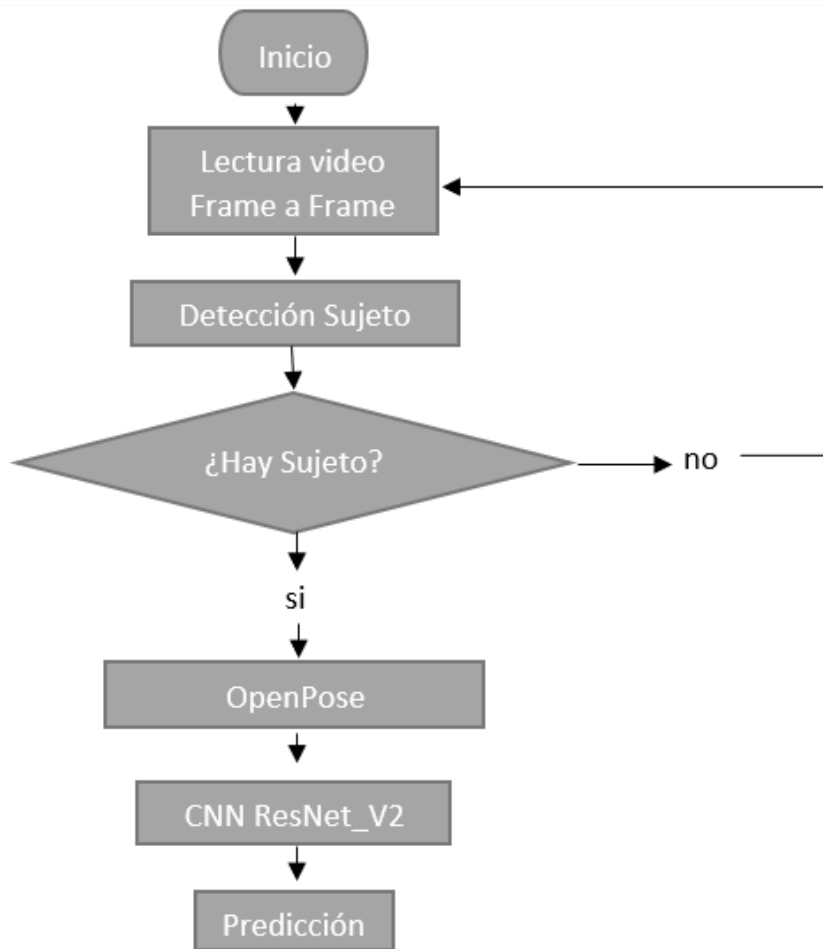 Inicio
Lectura video
Frame a Frame
Detección Sujeto
¿Hay Sujeto?
no
si
OpenPose
CNN ResNet_V2
Predicción